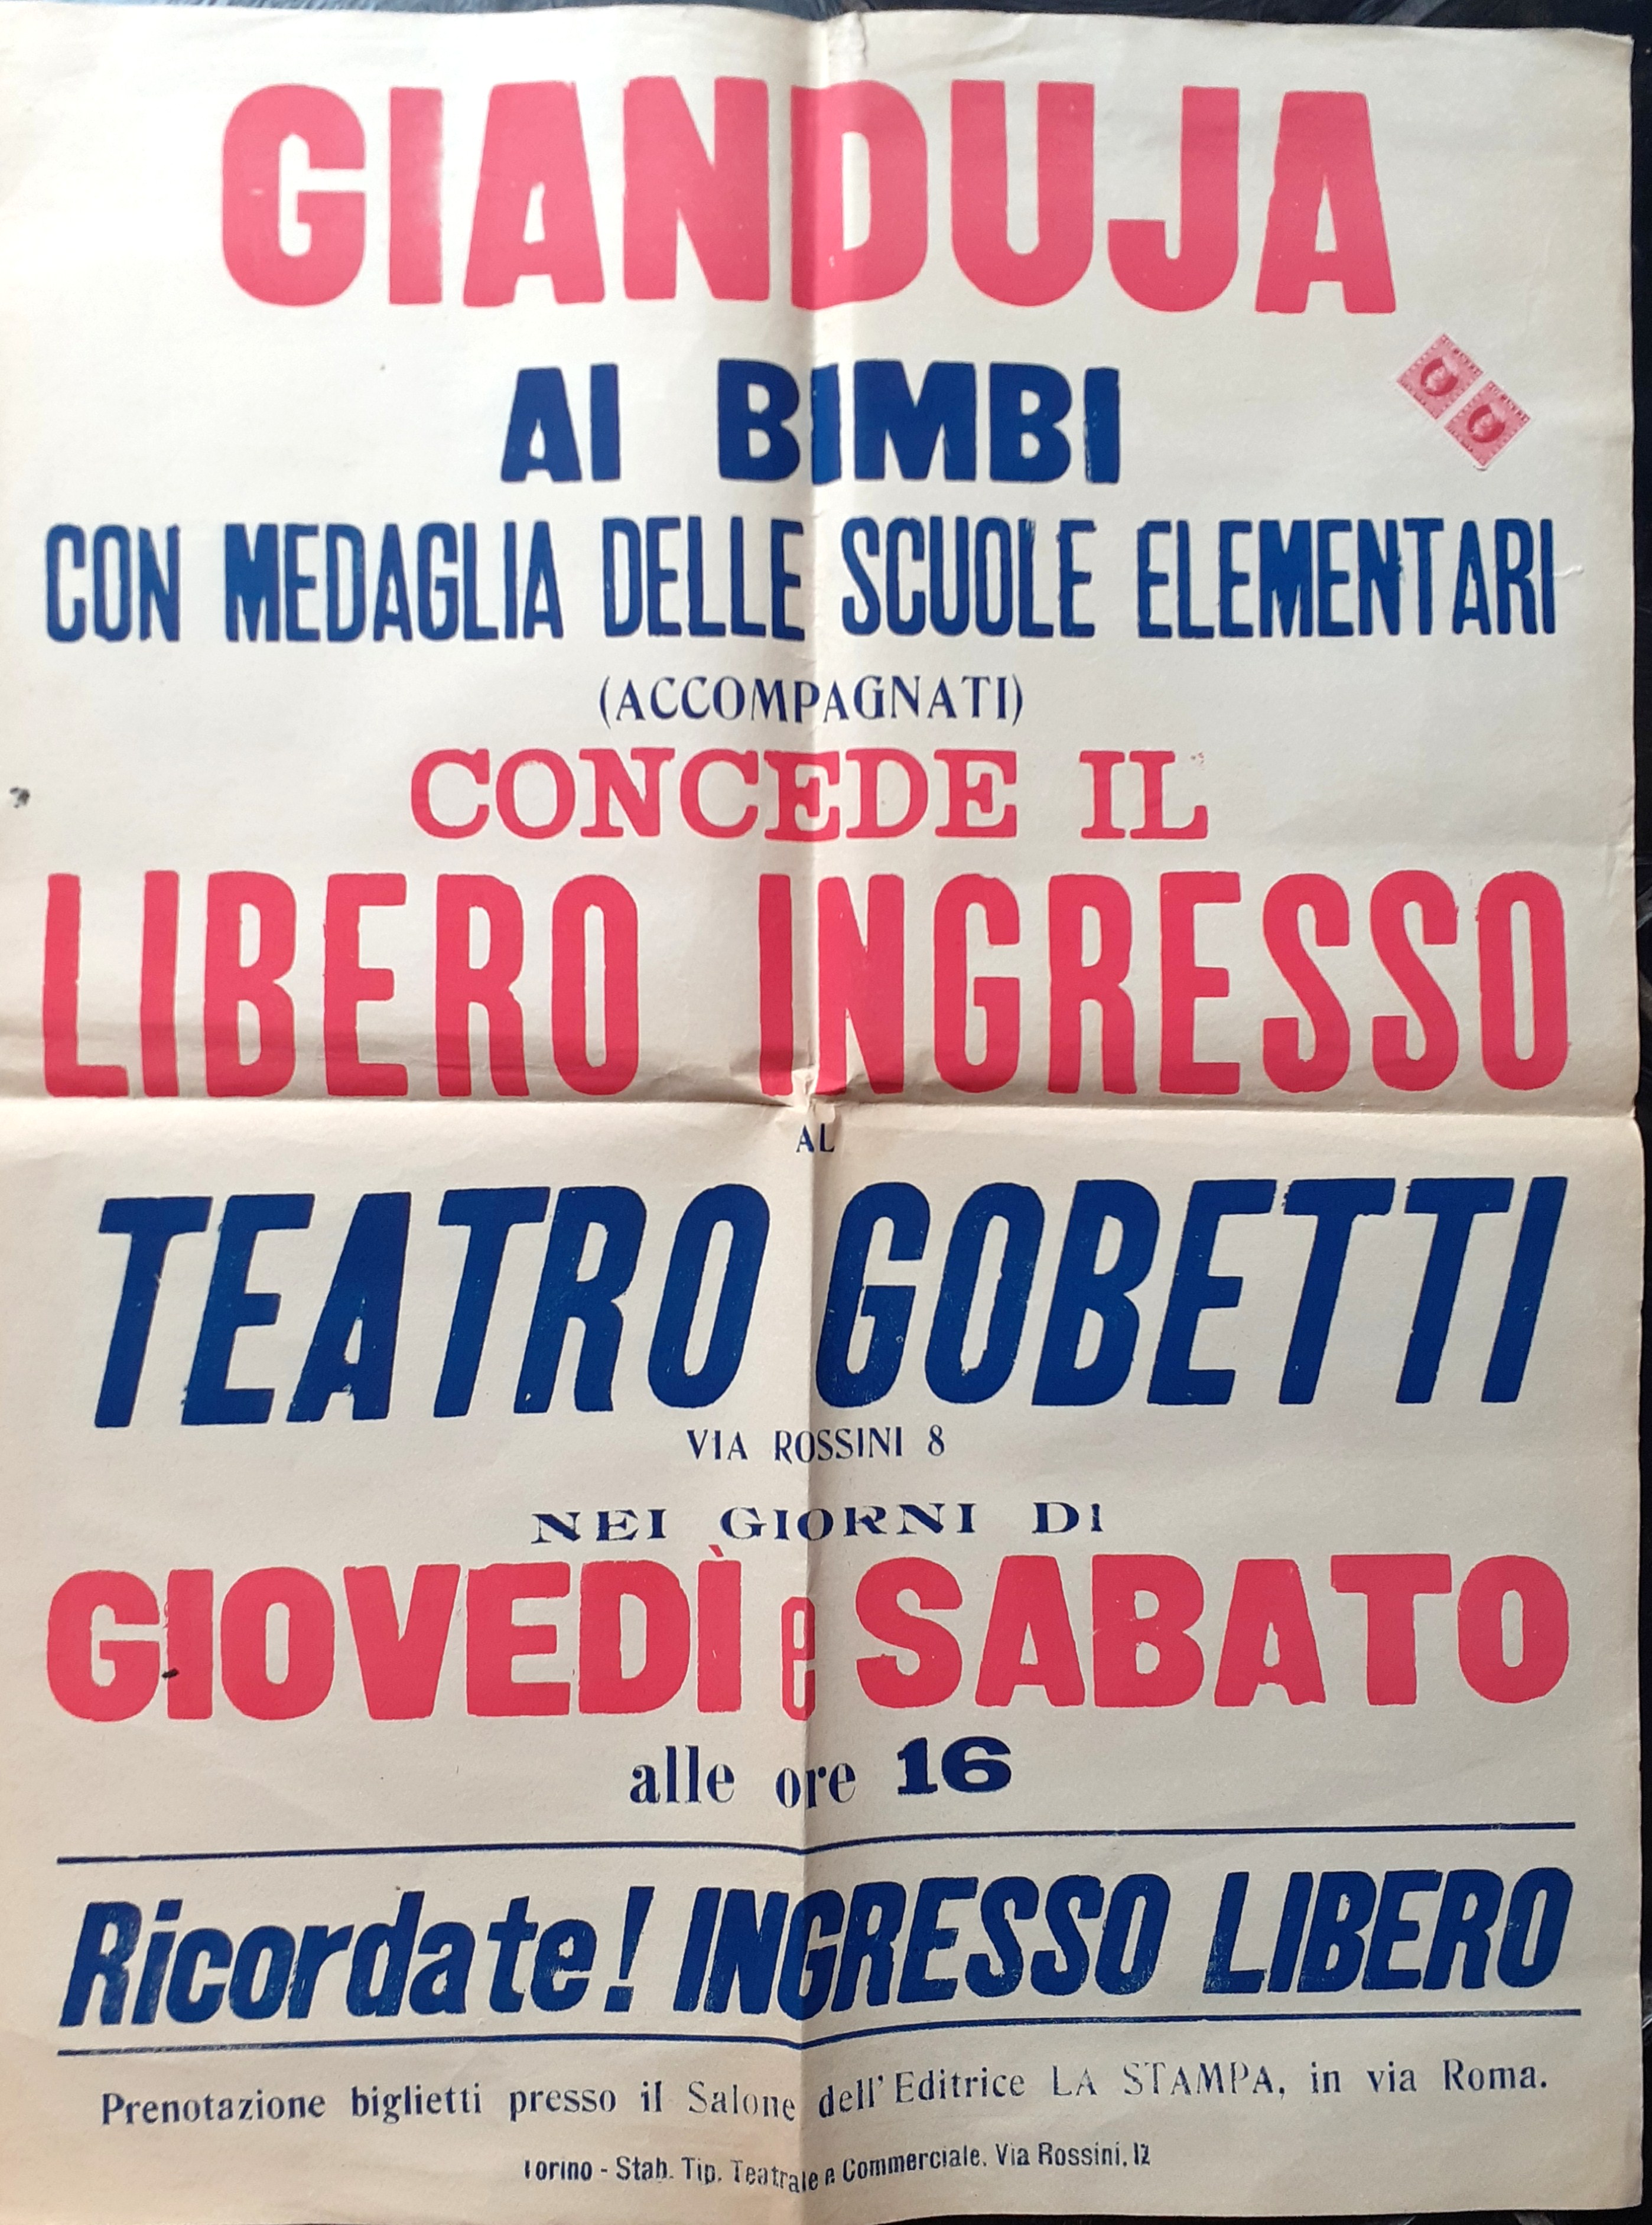 GIANDUJA
AI BIMBI
CON MEDAGLIA DELLE SCUOLE ELEMENTARI
(ACCOMPAGNATI)
CONCEDE IL
LIBERO INGRESSO
AL
TEATRO GOBETTI
VIA ROSSINI 8
NEI GIORNI DI
GIOVEDÌ e SABATO
alle ore 16
Ricordate! INGRESSO LIBERO
Prenotazione biglietti presso il Salone dell'Editrice LA STAMPA, in via Roma.
Torino - Stab. Tip. Teatrale e Commerciale. Via Rossini, 12